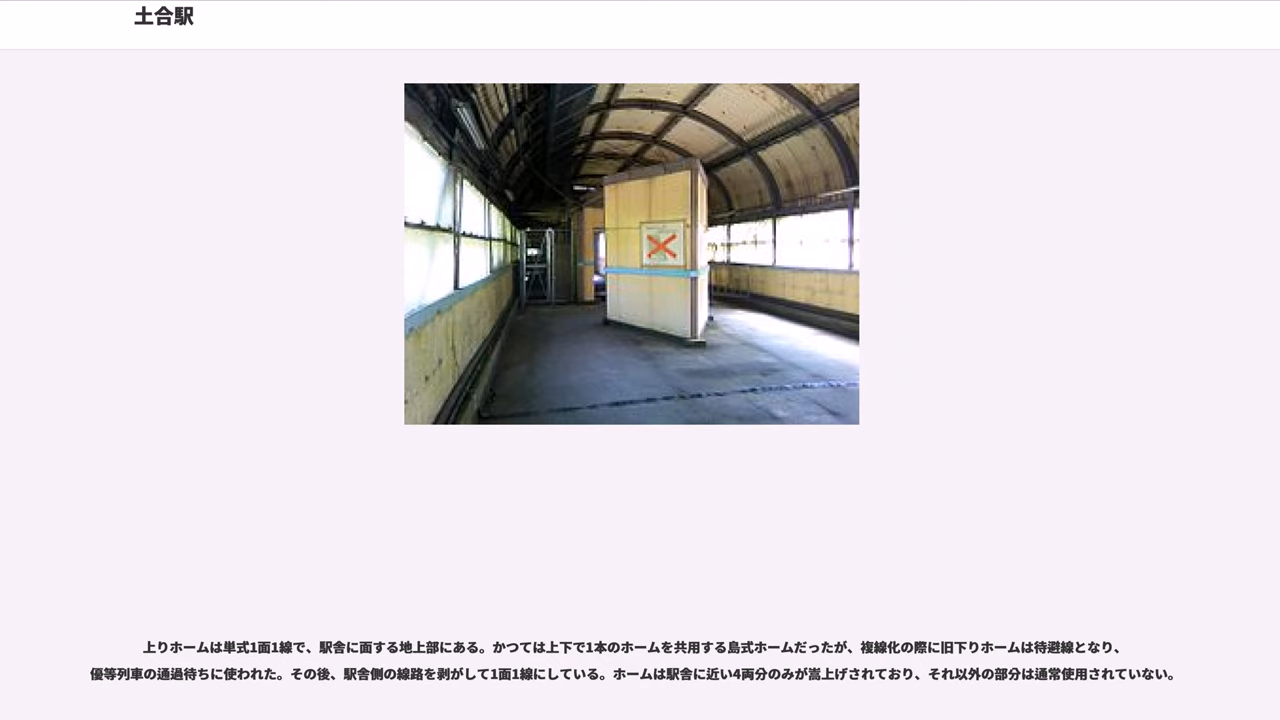 土合駅
上りホームは単式1面1線で、駅舎に面する地上部にある。かつては上下で1本のホームを共用する島式ホームだったが、複線化の際に旧下りホームは待避線となり、
優等列車の通過待ちに使われた。その後、駅舎側の線路を剥がして1面1線にしている。ホームは駅舎に近い4両分のみが嵩上げされており、それ以外の部分は通常使用されていない。